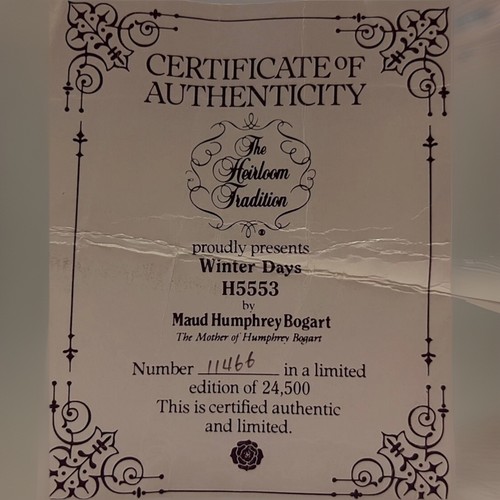 CERTIFICATE OF
AUTHENTICITY
The
Heirloom
Tradition
®
proudly presents
Winter Days
H5553
by
Maud Humphrey Bogart
The Mother of Humphrey Bogart
Number 11466 in a limited
edition of 24,500
This is certified authentic
and limited.